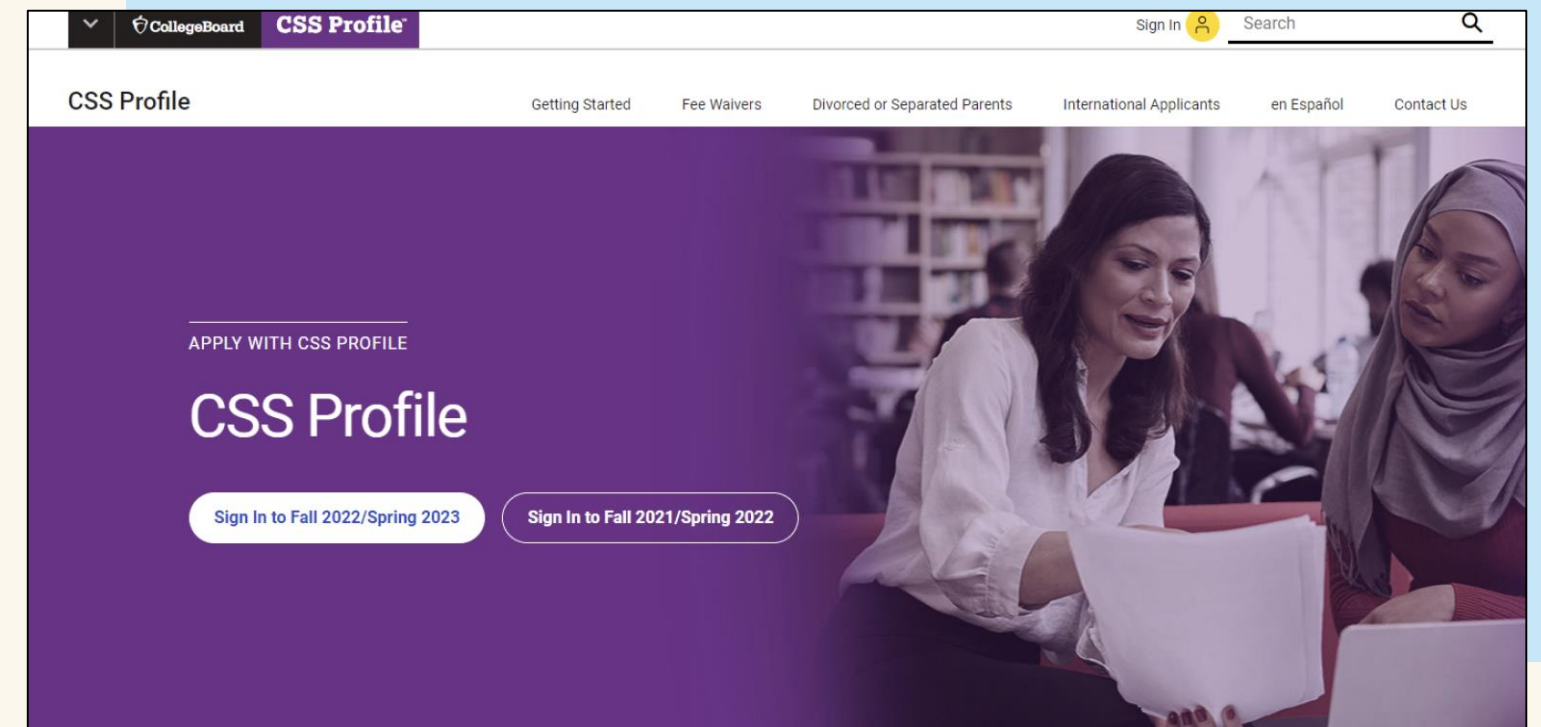 CollegeBoard CSS Profile™ Sign In Search
CSS Profile Getting Started Fee Waivers Divorced or Separated Parents International Applicants en Español Contact Us
APPLY WITH CSS PROFILE
CSS Profile
Sign In to Fall 2022/Spring 2023 Sign In to Fall 2021/Spring 2022